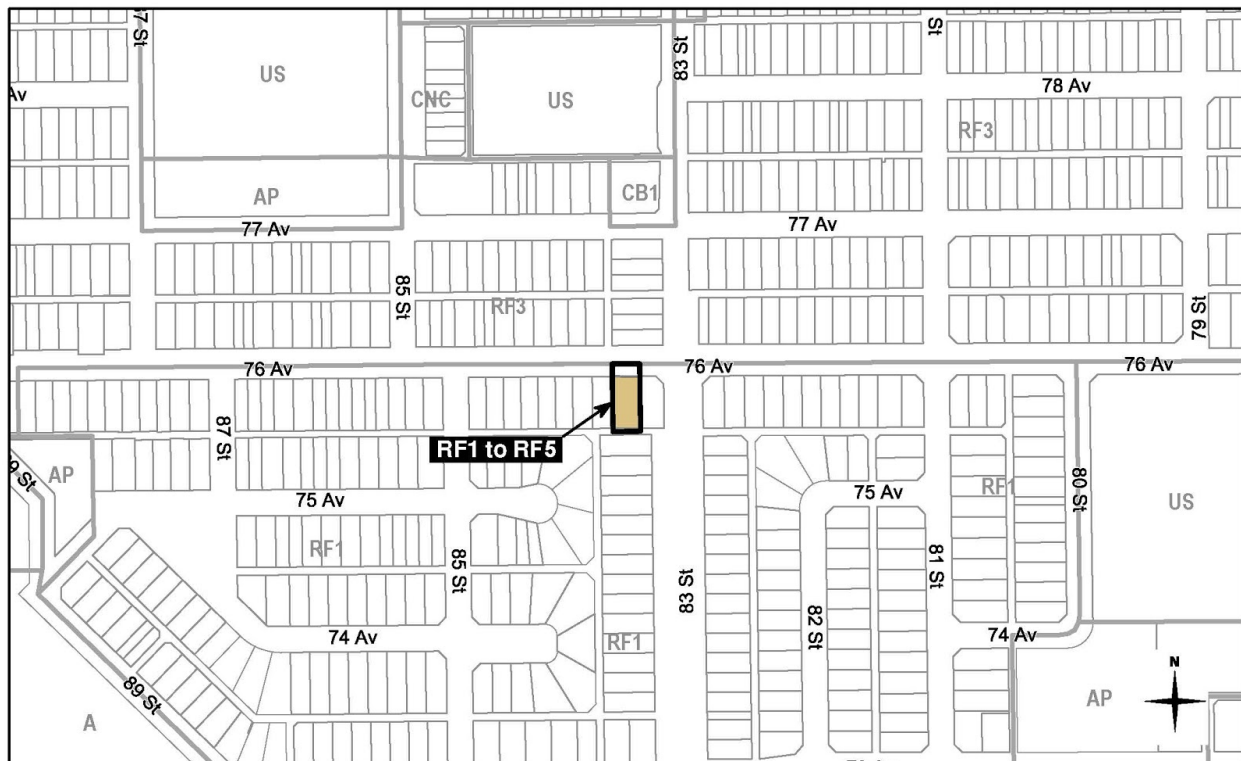 87 St
83 St
St
US
CNC
US
78 Av
Av
RF3
AP
CB1
77 Av
77 Av
85 St
RF3
79 St
76 Av
76 Av
76 Av
RF1 to RF5
87 St
AP
75 Av
75 Av
RF1
80 St
US
RF1
85 St
83 St
81 St
82 St
74 Av
74 Av
RF1
N
89 St
A
AP